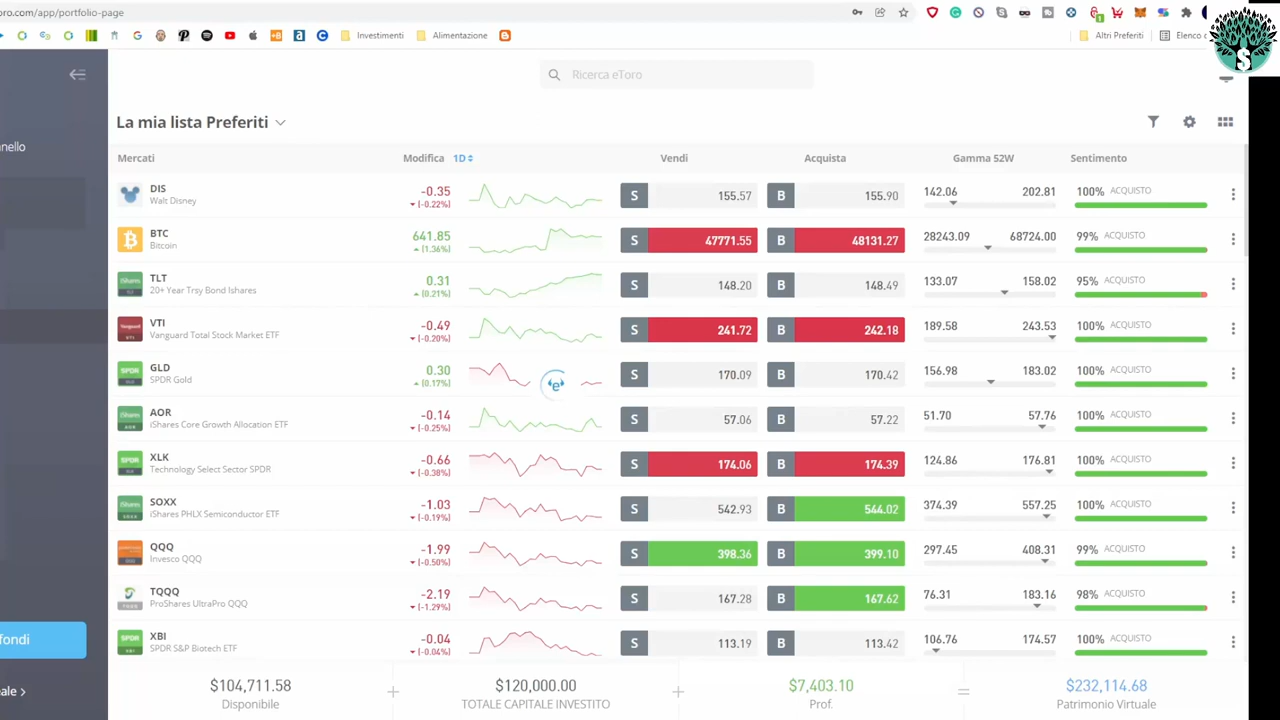 oro.com/app/portfolio-page
Investimenti Alimentazione Altri Preferiti Elenco
Ricerca eToro
nello
La mia lista Preferiti
Mercati Modifica 1D Vendi Acquista Gamma 52W Sentimento
DIS -0.35 S 155.57 B 155.90 142.06 202.81 100% ACQUISTO
Walt Disney (-0.22%)
BTC 641.85 S 47771.55 B 48131.27 28243.09 68724.00 99% ACQUISTO
Bitcoin (1.36%)
TLT 0.31 S 148.20 B 148.49 133.07 158.02 95% ACQUISTO
20+ Year Trsy Bond Ishares (0.21%)
VTI -0.49 S 241.72 B 242.18 189.58 243.53 100% ACQUISTO
Vanguard Total Stock Market ETF (-0.20%)
GLD 0.30 S 170.09 B 170.42 156.98 183.02 100% ACQUISTO
SPDR Gold (0.17%)
AOR -0.14 S 57.06 B 57.22 51.70 57.76 100% ACQUISTO
iShares Core Growth Allocation ETF (-0.25%)
XLK -0.66 S 174.06 B 174.39 124.86 176.81 100% ACQUISTO
Technology Select Sector SPDR (-0.38%)
SOXX -1.03 S 542.93 B 544.02 374.39 557.25 100% ACQUISTO
iShares PHLX Semiconductor ETF (-0.19%)
QQQ -1.99 S 398.36 B 399.10 297.45 408.31 99% ACQUISTO
Invesco QQQ (-0.50%)
TQQQ -2.19 S 167.28 B 167.62 76.31 183.16 98% ACQUISTO
ProShares UltraPro QQQ (-1.29%)
XBI -0.04 S 113.19 B 113.42 106.76 174.57 100% ACQUISTO
SPDR S&P Biotech ETF (-0.04%)
fondi
eale >
$104,711.58 + $120,000.00 + $7,403.10 = $232,114.68
Disponibile TOTALE CAPITALE INVESTITO Prof. Patrimonio Virtuale